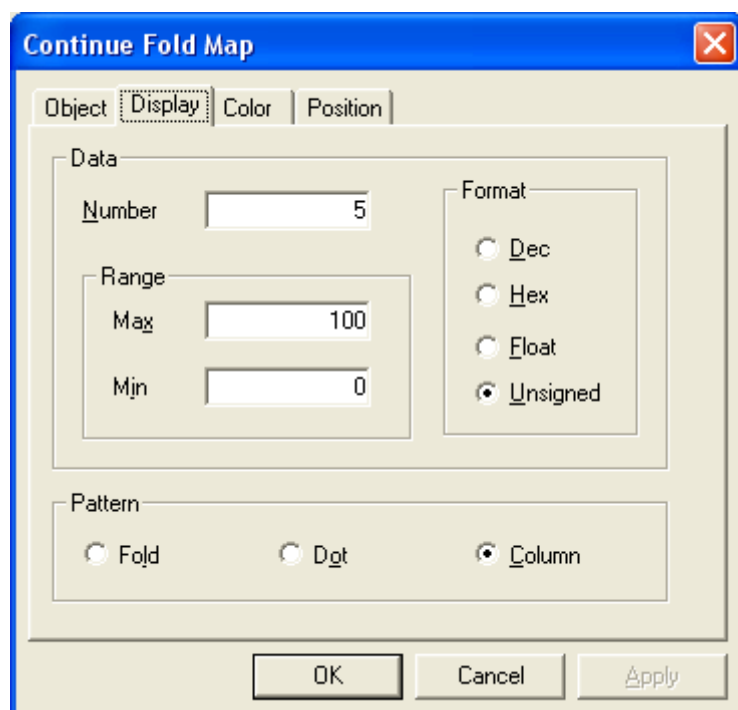 Continue Fold Map
Object Display Color Position
Data
Number 5
Format
Dec
Range
Hex
Max 100
Float
Min 0
Unsigned
Pattern
Fold Dot Column
OK Cancel Apply